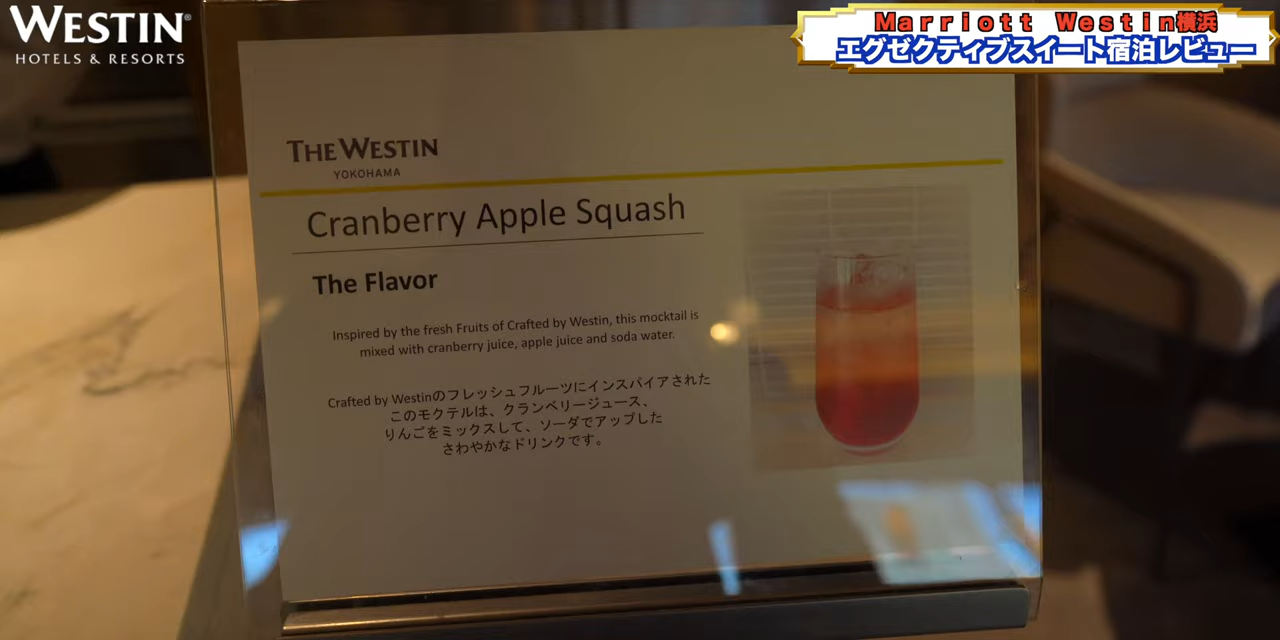 WESTIN®
HOTELS & RESORTS
Marriott Westin横浜
エグゼクティブスイート宿泊レビュー
THE WESTIN
YOKOHAMA
Cranberry Apple Squash
The Flavor
Inspired by the fresh Fruits of Crafted by Westin, this mocktail is
mixed with cranberry juice, apple juice and soda water.
Crafted by Westinのフレッシュフルーツにインスパイアされた
このモクテルは、クランベリージュース、
りんごをミックスして、ソーダでアップした
さわやかなドリンクです。